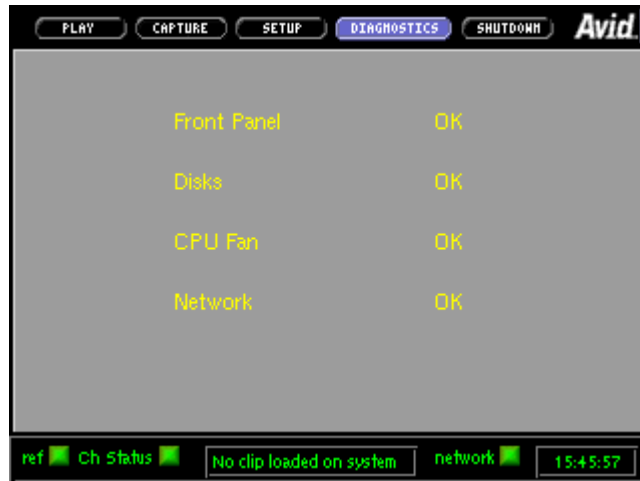 PLAY CAPTURE SETUP DIAGNOSTICS SHUTDOWN Avid
Front Panel OK
Disks OK
CPU Fan OK
Network OK
ref Ch Status No clip loaded on system network 15:45:57